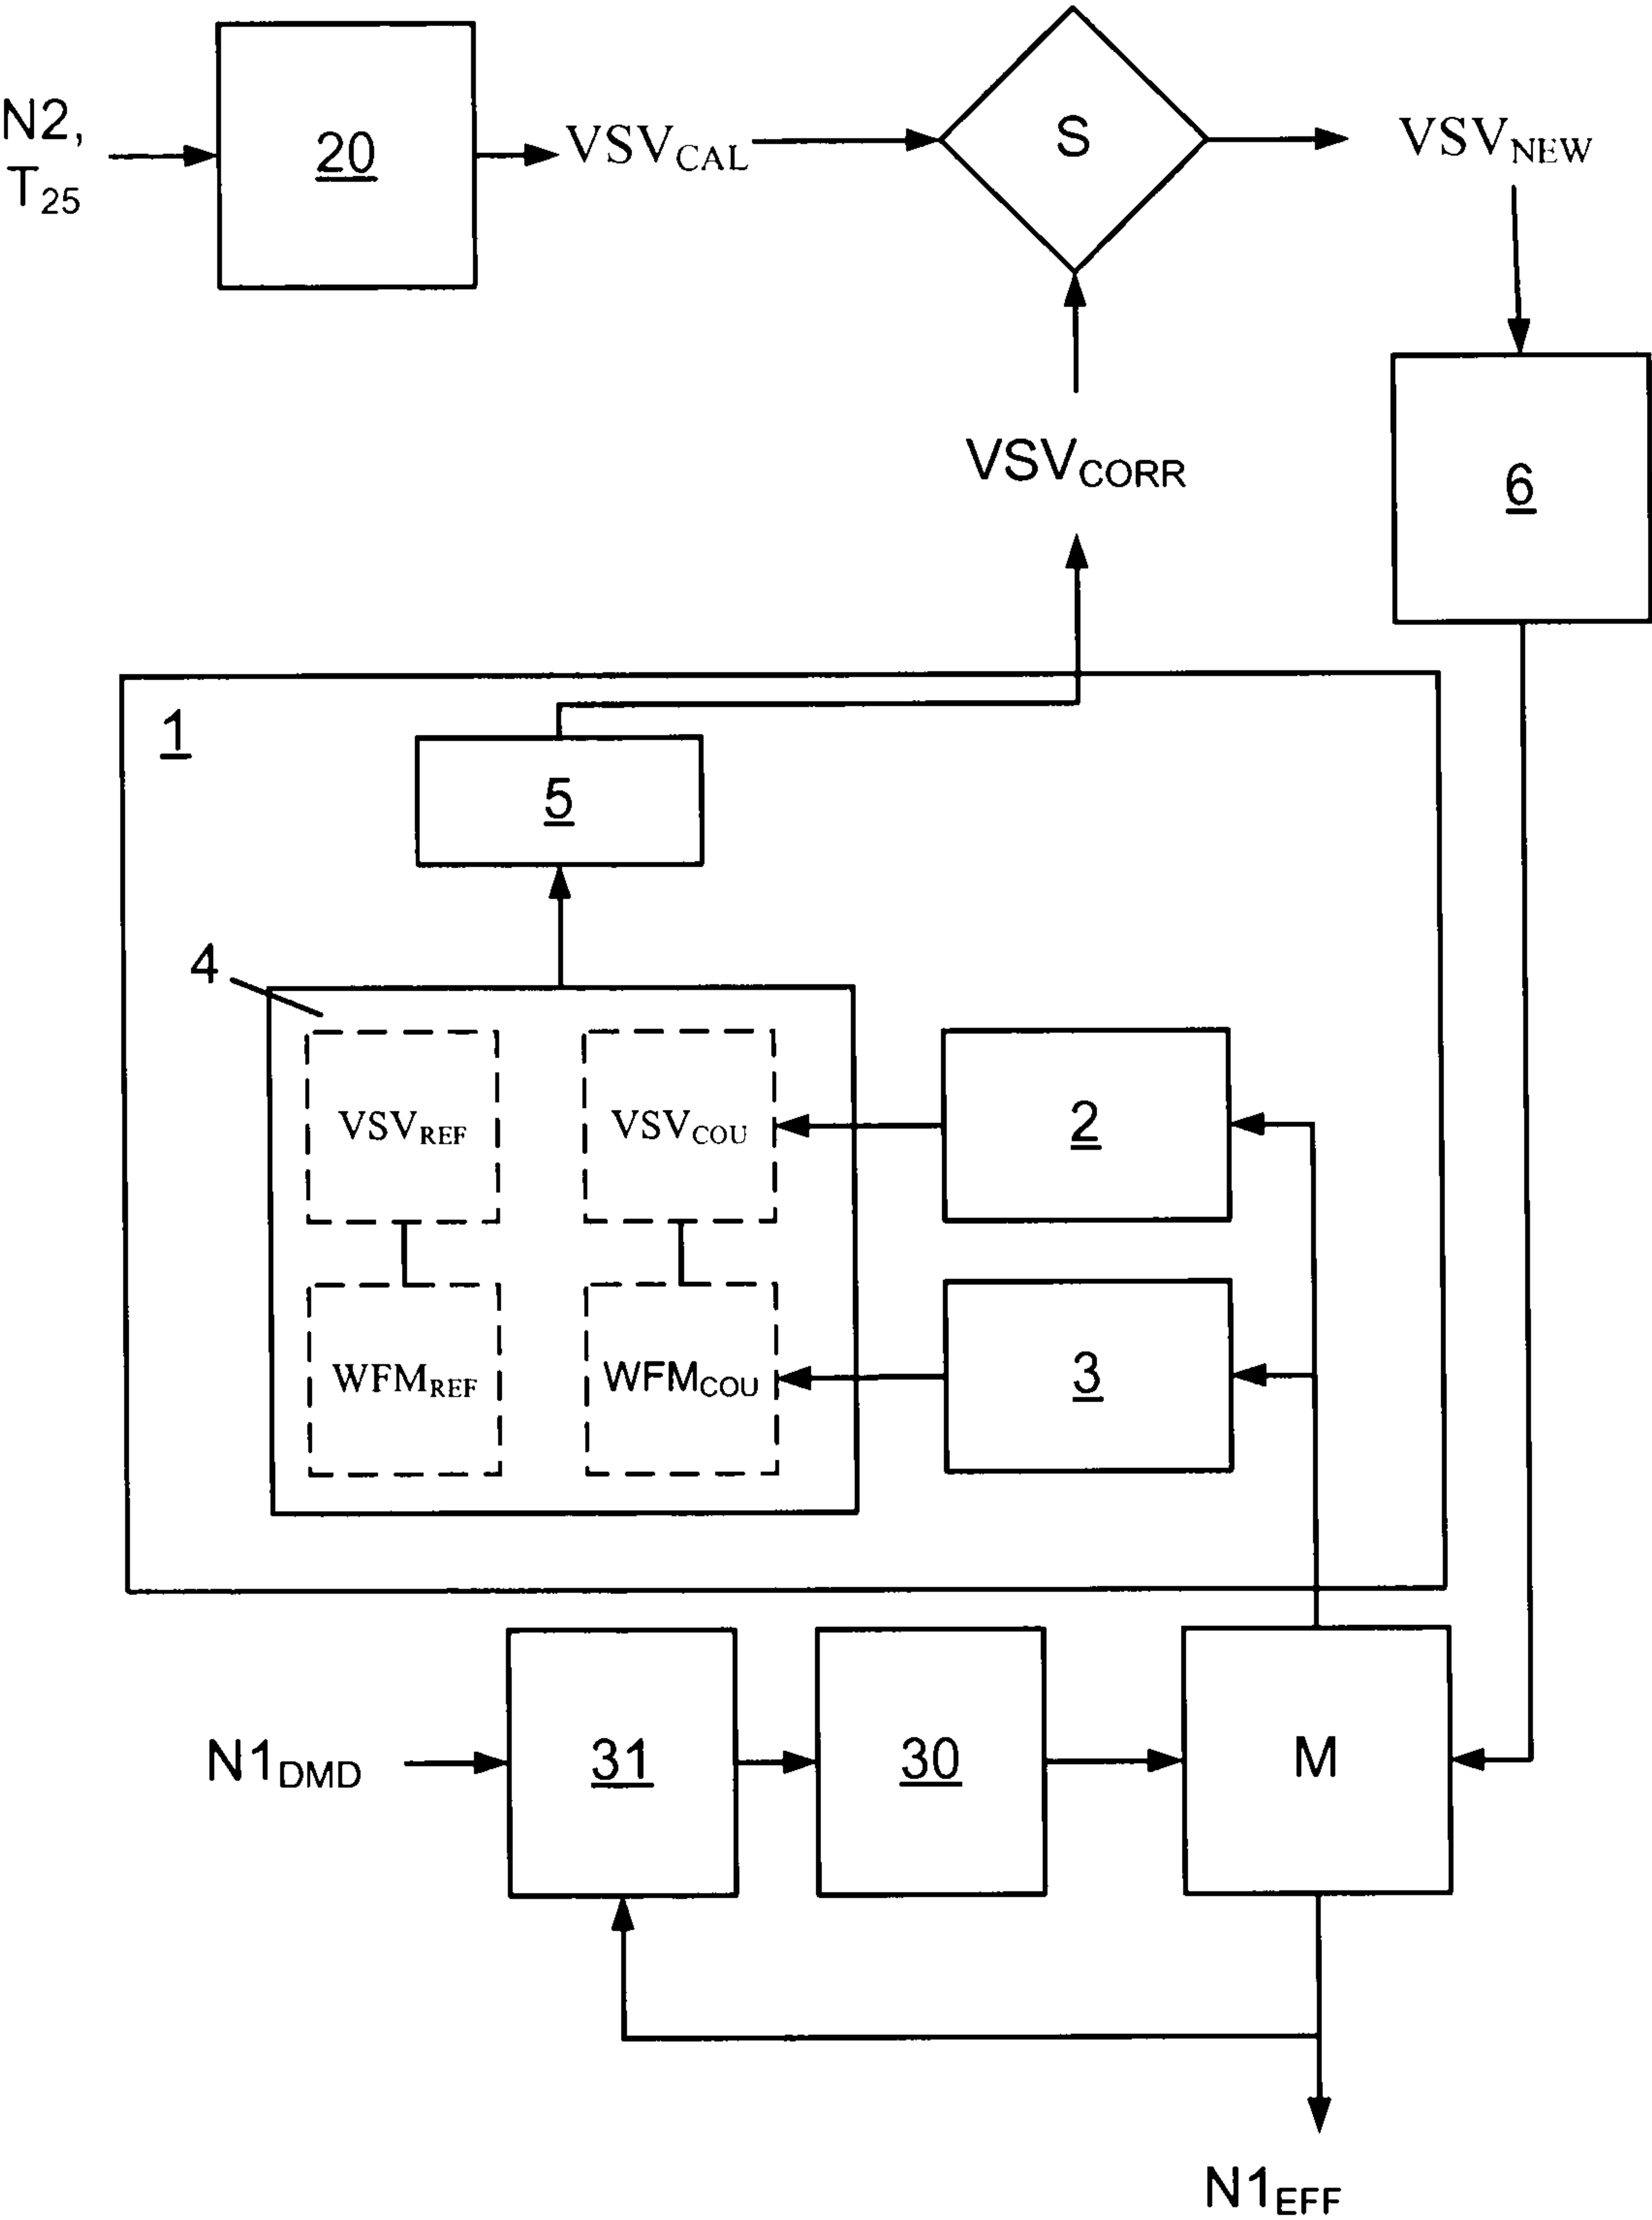 N2,
T25
20
VSVCAL
S
VSVNEW
VSVCORR
6
1
5
4
VSVREF
VSVCOU
2
WFMREF
WFMCOU
3
N1DMD
31
30
M
N1EFF